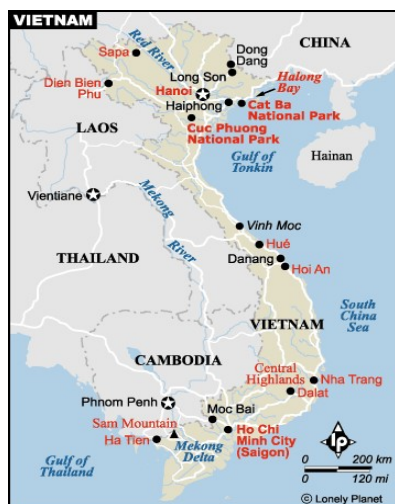 VIETNAM
CHINA
Dong
Dang
Red River
Sapa
Long Son
Dien Bien
Phu
Hanoi
Halong
Bay
Haiphong
Cat Ba
National Park
LAOS
Cuc Phuong
National Park
Gulf of
Tonkin
Hainan
Vientiane
Mekong
River
Vinh Moc
Hué
THAILAND
Danang
Hoi An
South
China
Sea
VIETNAM
CAMBODIA
Central
Highlands
Nha Trang
Dalat
Phnom Penh
Moc Bai
Sam Mountain
Ho Chi
Minh City
(Saigon)
Ha Tien
Mekong
Delta
Gulf of
Thailand
lp
0 200 km
0 120 mi
© Lonely Planet